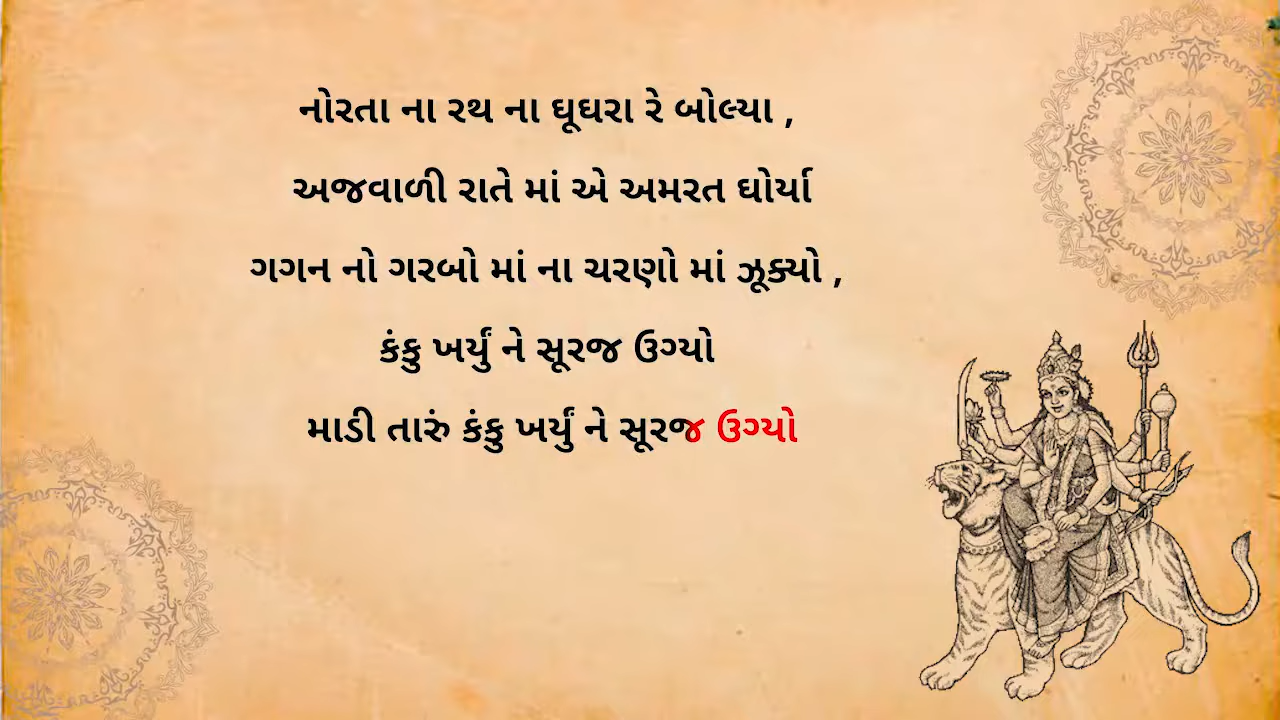 નોરતા ના રથ ના ઘૂઘરા રે બોલ્યા ,
અજવાળી રાતે માં એ અમરત ઘોર્યા
ગગન નો ગરબો માં ના ચરણો માં ઝૂક્યો ,
કંકુ ખર્યું ને સૂરજ ઉગ્યો
માડી તારું કંકુ ખર્યું ને સૂરજ ઉગ્યો